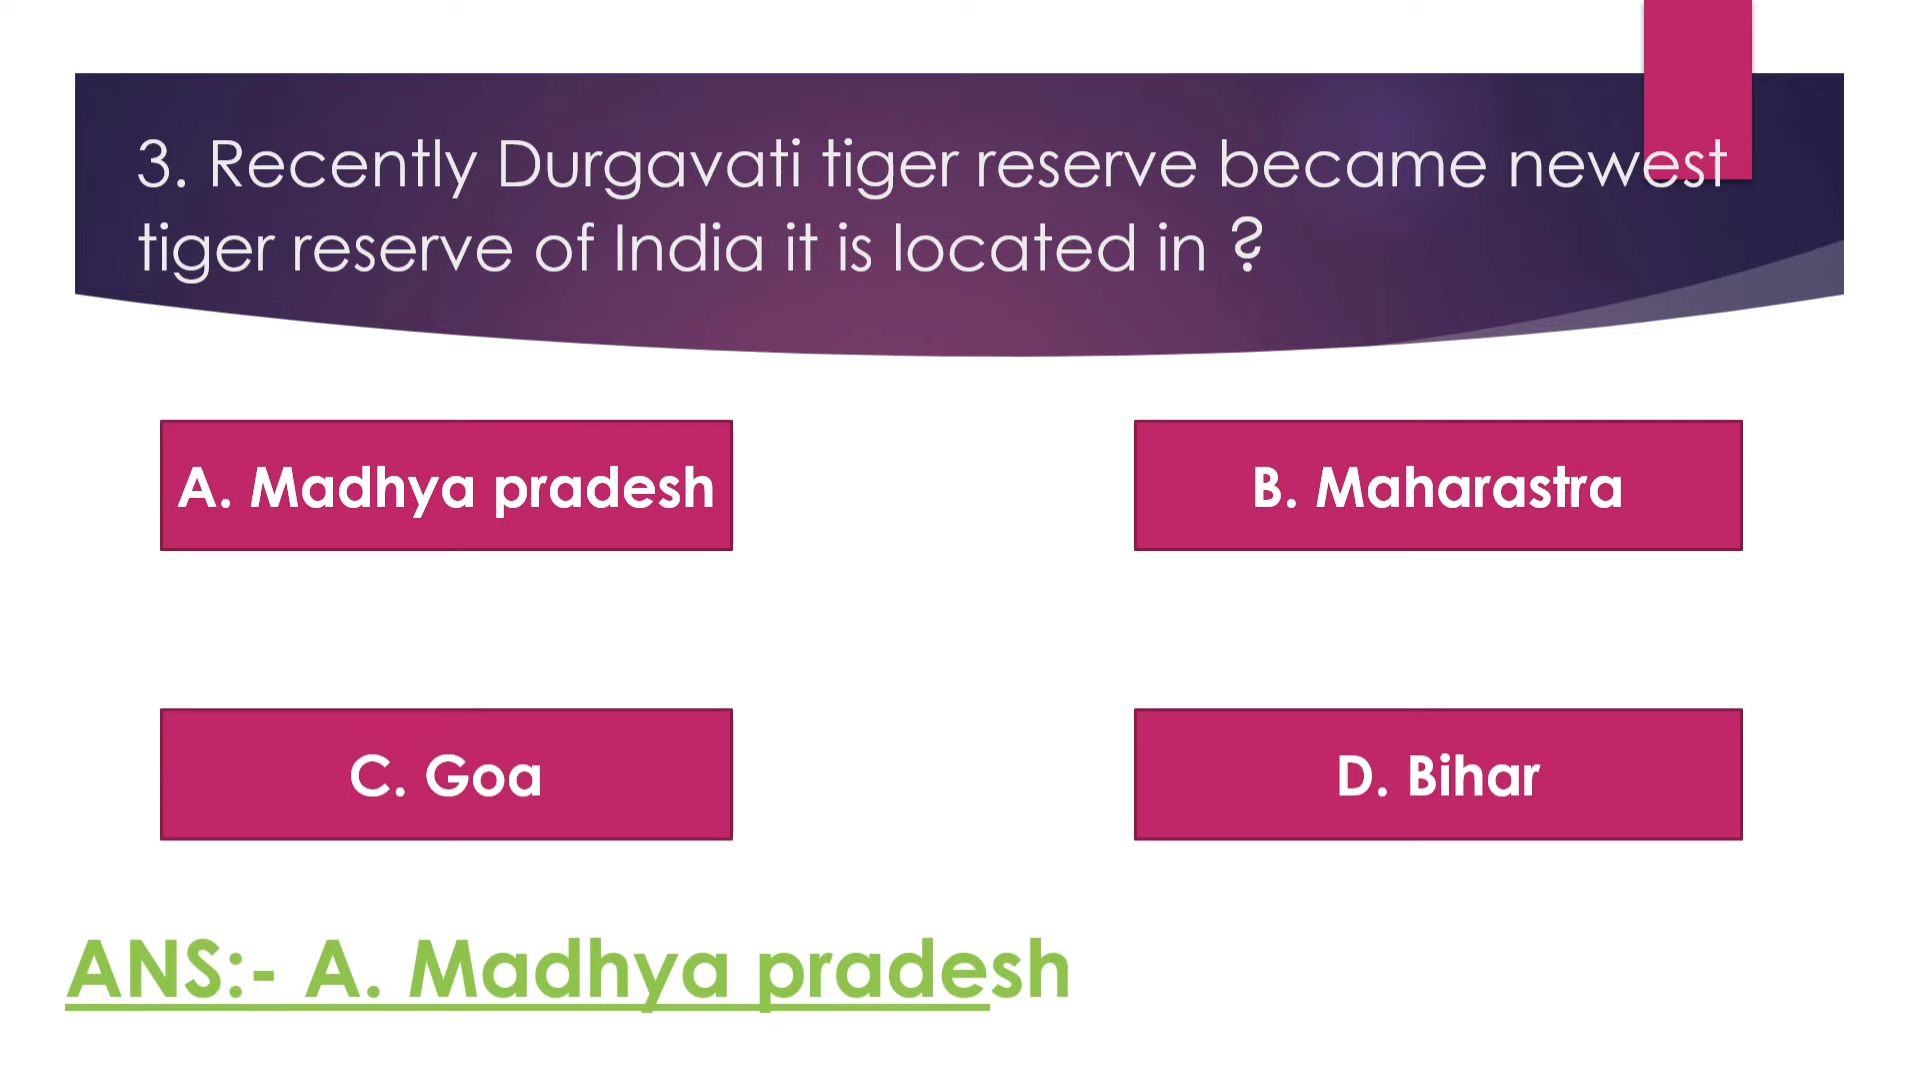 3. Recently Durgavati tiger reserve became newest
tiger reserve of India it is located in ?
A. Madhya pradesh
B. Maharastra
C. Goa
D. Bihar
ANS:- A. Madhya pradesh